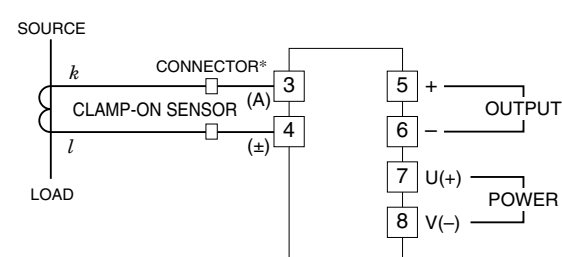 SOURCE
k
CONNECTOR*
3
(A)
5 +
OUTPUT
CLAMP-ON SENSOR
4
(±)
6 –
l
7 U(+)
POWER
LOAD
8 V(–)